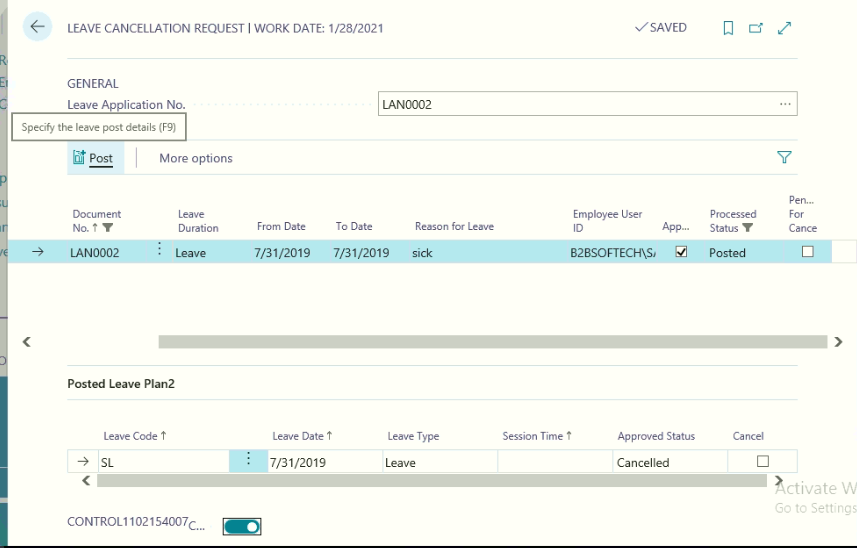 LEAVE CANCELLATION REQUEST | WORK DATE: 1/28/2021
SAVED
GENERAL
Leave Application No.
LAN0002
Specify the leave post details (F9)
Post
More options
Document No. ↑
Leave Duration
From Date
To Date
Reason for Leave
Employee User ID
App...
Processed Status
Pen... For Cance
LAN0002
Leave
7/31/2019
7/31/2019
sick
B2BSOFTECH\S
Posted
Posted Leave Plan2
Leave Code ↑
Leave Date ↑
Leave Type
Session Time ↑
Approved Status
Cancel
SL
7/31/2019
Leave
Cancelled
Activate W
Go to Settings
CONTROL1102154007
C...